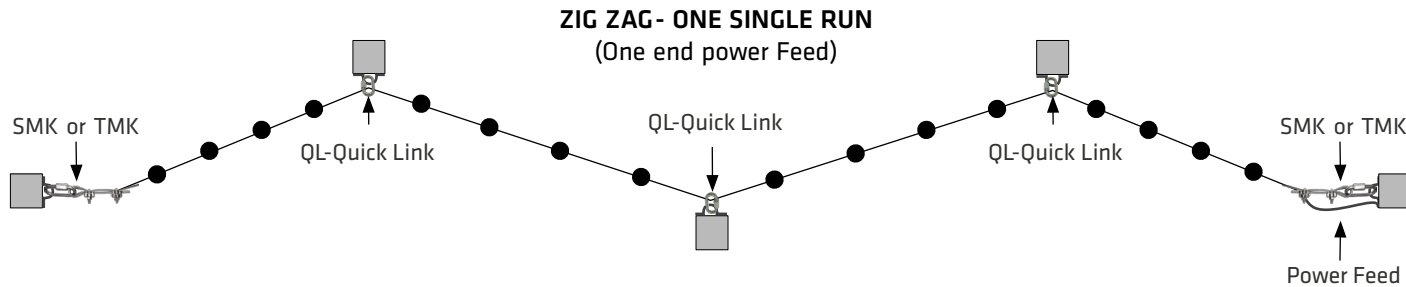 ZIG ZAG- ONE SINGLE RUN
(One end power Feed)
SMK or TMK
QL-Quick Link
QL-Quick Link
QL-Quick Link
SMK or TMK
Power Feed